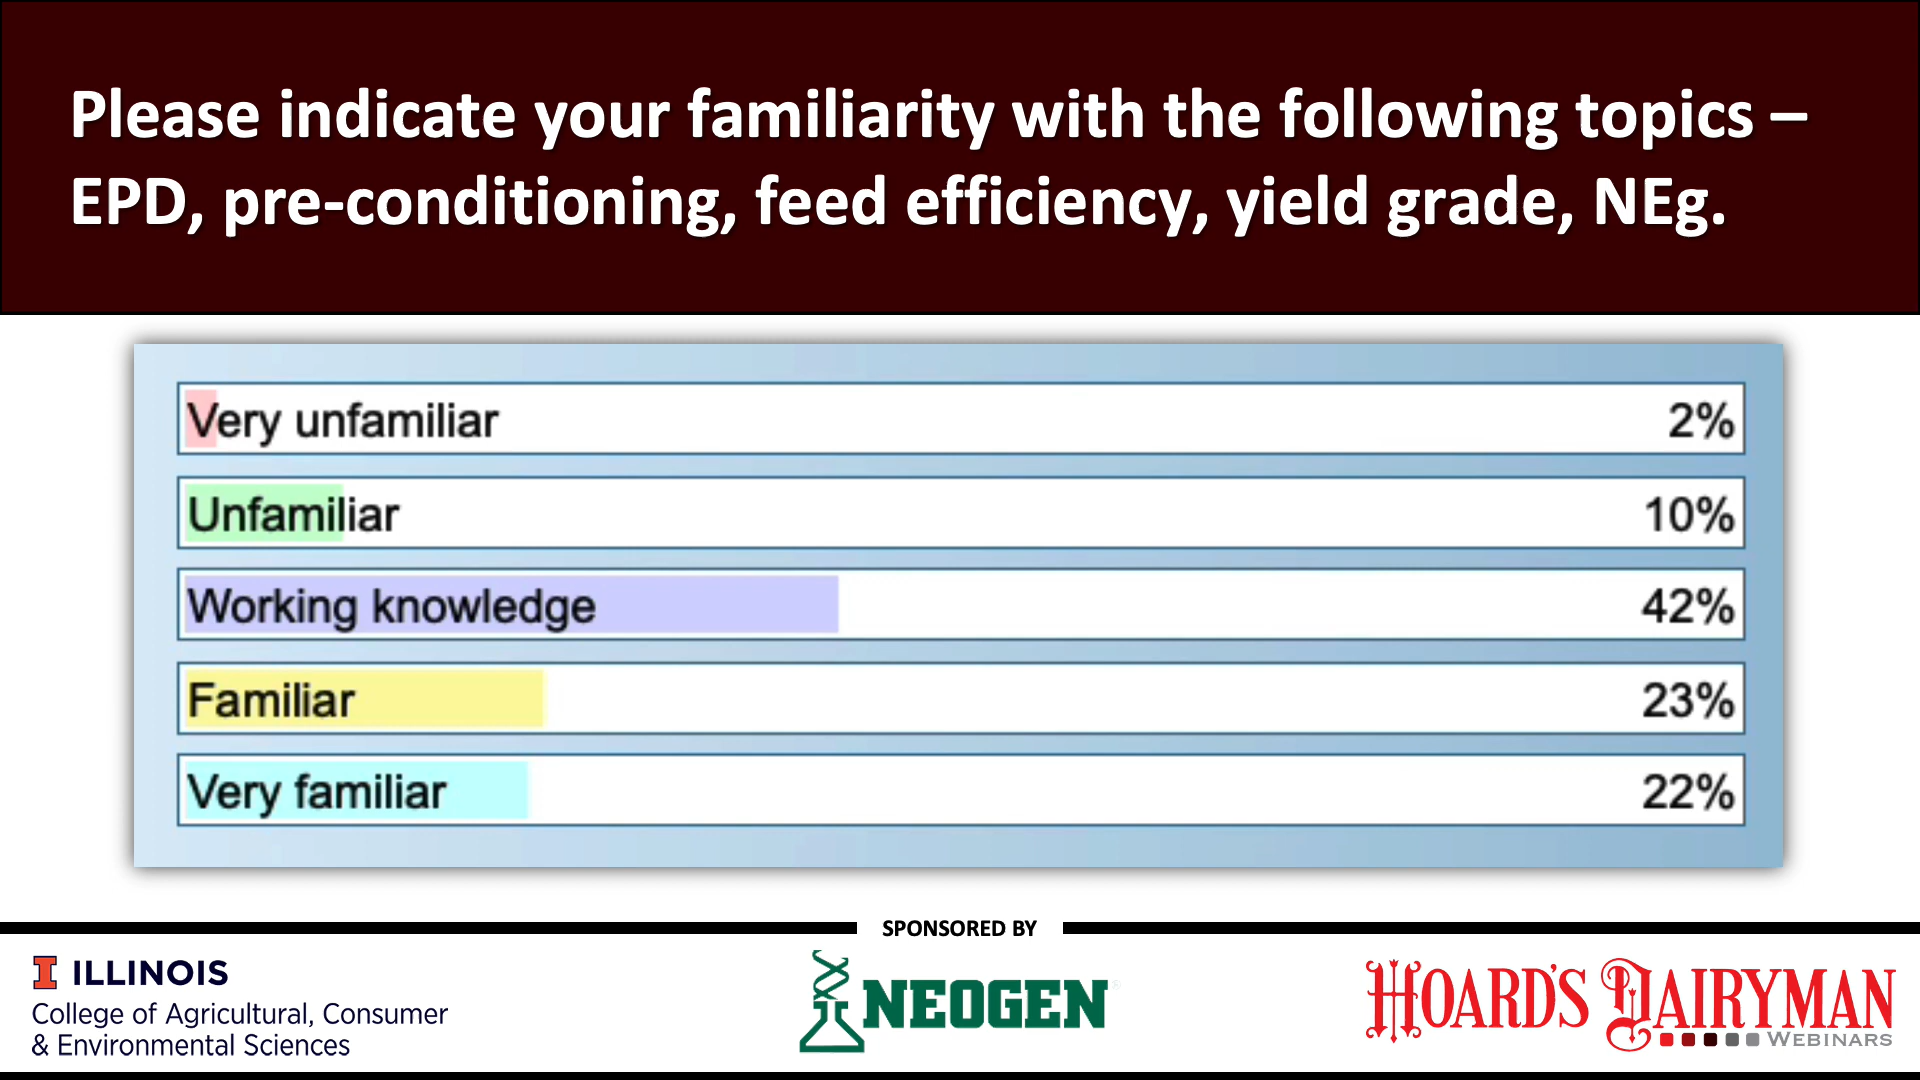 Please indicate your familiarity with the following topics –
EPD, pre-conditioning, feed efficiency, yield grade, NEg.
Very unfamiliar 2%
Unfamiliar 10%
Working knowledge 42%
Familiar 23%
Very familiar 22%
SPONSORED BY
I ILLINOIS
College of Agricultural, Consumer
& Environmental Sciences
NEOGEN
HOARD'S DAIRYMAN
WEBINARS